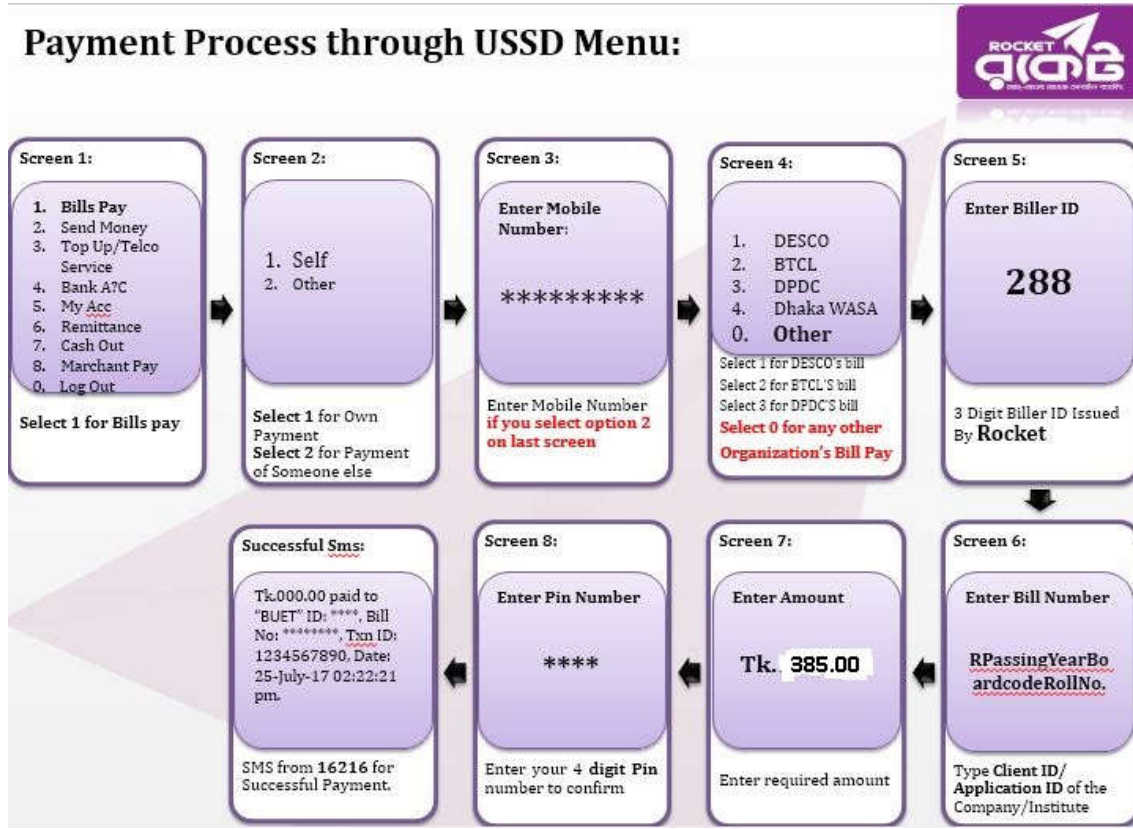 Payment Process through USSD Menu:
ROCKET
রকেট
Screen 1:
1. Bills Pay
2. Send Money
3. Top Up/Telco
Service
4. Bank A?C
5. My Acc
6. Remittance
7. Cash Out
8. Marchant Pay
0. Log Out
Select 1 for Bills pay
Screen 2:
1. Self
2. Other
Select 1 for Own
Payment
Select 2 for Payment
of Someone else
Screen 3:
Enter Mobile
Number:
*********
Enter Mobile Number
if you select option 2
on last screen
Screen 4:
1. DESCO
2. BTCL
3. DPDC
4. Dhaka WASA
0. Other
Select 1 for DESCO's bill
Select 2 for BTCL'S bill
Select 3 for DPDC'S bill
Select 0 for any other
Organization's Bill Pay
Screen 5:
Enter Biller ID
288
3 Digit Biller ID Issued
By Rocket
Screen 6:
Enter Bill Number
RPassingYearBo
ardcodeRollNo.
Type Client ID/
Application ID of the
Company/Institute
Screen 7:
Enter Amount
Tk. 385.00
Enter required amount
Screen 8:
Enter Pin Number
****
Enter your 4 digit Pin
number to confirm
Successful Sms:
Tk.000.00 paid to
"BUET" ID: ****, Bill
No: ********, Txn ID:
1234567890, Date:
25-July-17 02:22:21
pm.
SMS from 16216 for
Successful Payment.